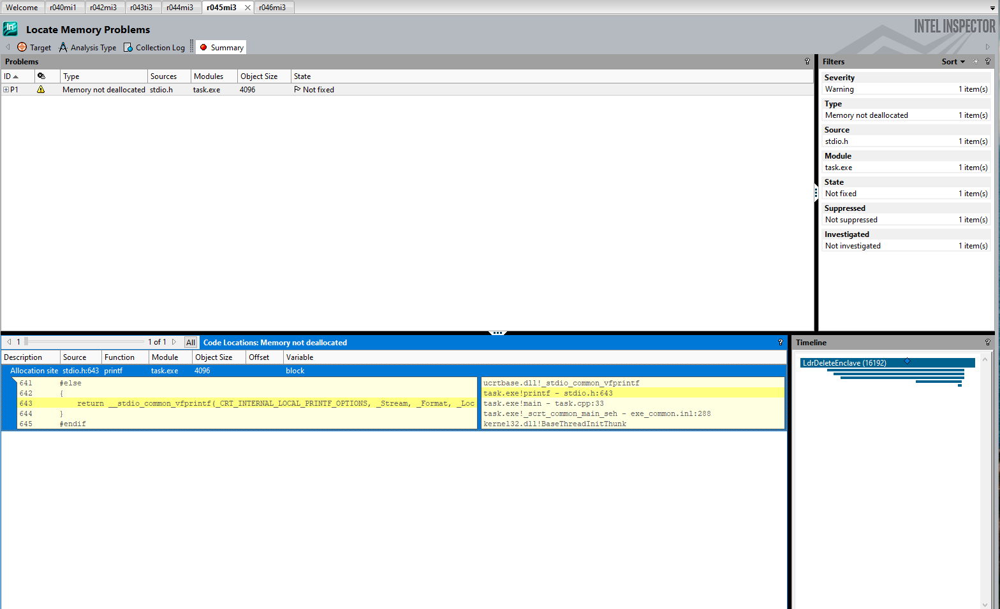 Welcome r040mi1 r042mi3 r043ti3 r044mi3 r045mi3 r046mi3
Locate Memory Problems
INTEL INSPECTOR
Target Analysis Type Collection Log Summary
Problems ?
ID Type Sources Modules Object Size State
P1 Memory not deallocated stdio.h task.exe 4096 Not fixed
Filters Sort ?
Severity
Warning 1 item(s)
Type
Memory not deallocated 1 item(s)
Source
stdio.h 1 item(s)
Module
task.exe 1 item(s)
State
Not fixed 1 item(s)
Suppressed
Not suppressed 1 item(s)
Investigated
Not investigated 1 item(s)
1 1 of 1 All Code Locations: Memory not deallocated ?
Description Source Function Module Object Size Offset Variable
Allocation site stdio.h:643 printf task.exe 4096 block
641 #else
642 {
643 return __stdio_common_vfprintf(_CRT_INTERNAL_LOCAL_PRINTF_OPTIONS, _Stream, _Format, _Loc
644 }
645 #endif
ucrtbase.dll!_stdio_common_vfprintf
task.exe!printf - stdio.h:643
task.exe!main - task.cpp:33
task.exe!_scrt_common_main_seh - exe_common.inl:288
kernel32.dll!BaseThreadInitThunk
Timeline ?
LdrDeleteEnclave (16192)